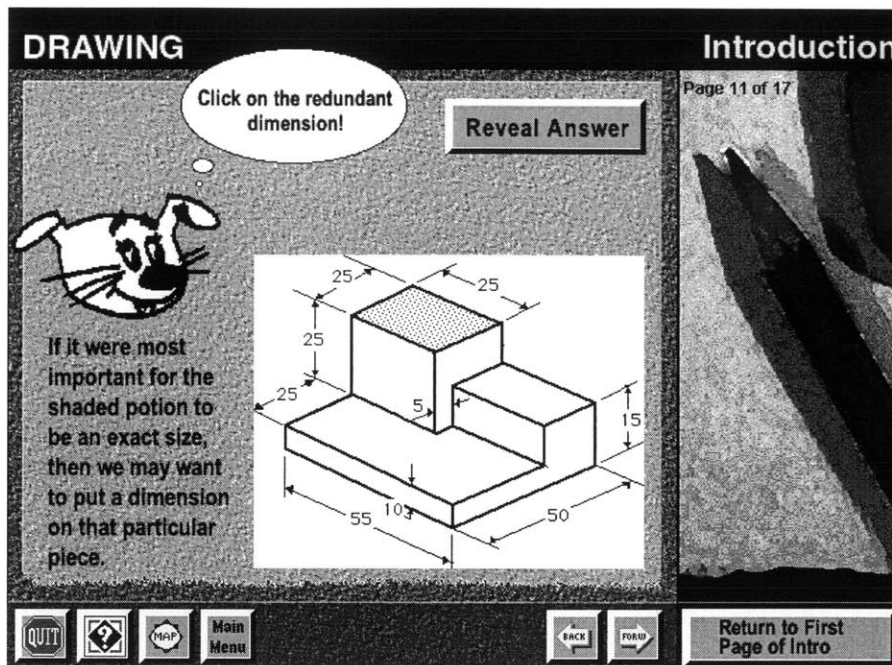 DRAWING
Introduction
Click on the redundant
dimension!
Reveal Answer
Page 11 of 17
If it were most
important for the
shaded potion to
be an exact size,
then we may want
to put a dimension
on that particular
piece.
25
25
25
25
5
15
10
55
50
QUIT
?
MAP
Main
Menu
BACK
FORW
Return to First
Page of Intro